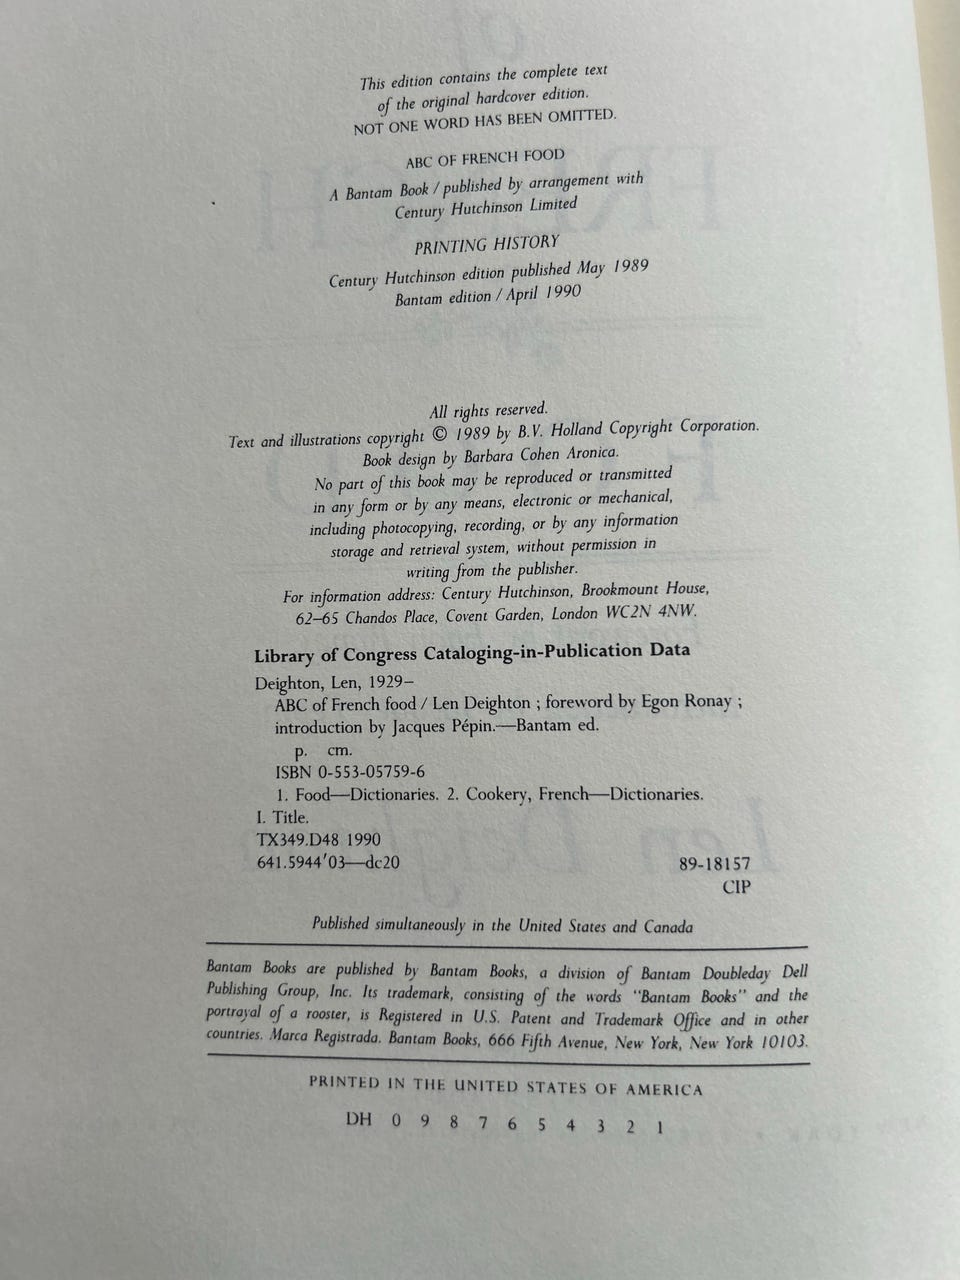 This edition contains the complete text
of the original hardcover edition.
NOT ONE WORD HAS BEEN OMITTED.
ABC OF FRENCH FOOD
A Bantam Book / published by arrangement with
Century Hutchinson Limited
PRINTING HISTORY
Century Hutchinson edition published May 1989
Bantam edition / April 1990
All rights reserved.
Text and illustrations copyright © 1989 by B.V. Holland Copyright Corporation.
Book design by Barbara Cohen Aronica.
No part of this book may be reproduced or transmitted
in any form or by any means, electronic or mechanical,
including photocopying, recording, or by any information
storage and retrieval system, without permission in
writing from the publisher.
For information address: Century Hutchinson, Brookmount House,
62–65 Chandos Place, Covent Garden, London WC2N 4NW.
Library of Congress Cataloging-in-Publication Data
Deighton, Len, 1929–
ABC of French food / Len Deighton ; foreword by Egon Ronay ;
introduction by Jacques Pépin.—Bantam ed.
p. cm.
ISBN 0-553-05759-6
1. Food—Dictionaries. 2. Cookery, French—Dictionaries.
I. Title.
TX349.D48 1990
641.5944′03—dc20 89-18157
CIP
Published simultaneously in the United States and Canada
Bantam Books are published by Bantam Books, a division of Bantam Doubleday Dell
Publishing Group, Inc. Its trademark, consisting of the words "Bantam Books" and the
portrayal of a rooster, is Registered in U.S. Patent and Trademark Office and in other
countries. Marca Registrada. Bantam Books, 666 Fifth Avenue, New York, New York 10103.
PRINTED IN THE UNITED STATES OF AMERICA
DH 0 9 8 7 6 5 4 3 2 1